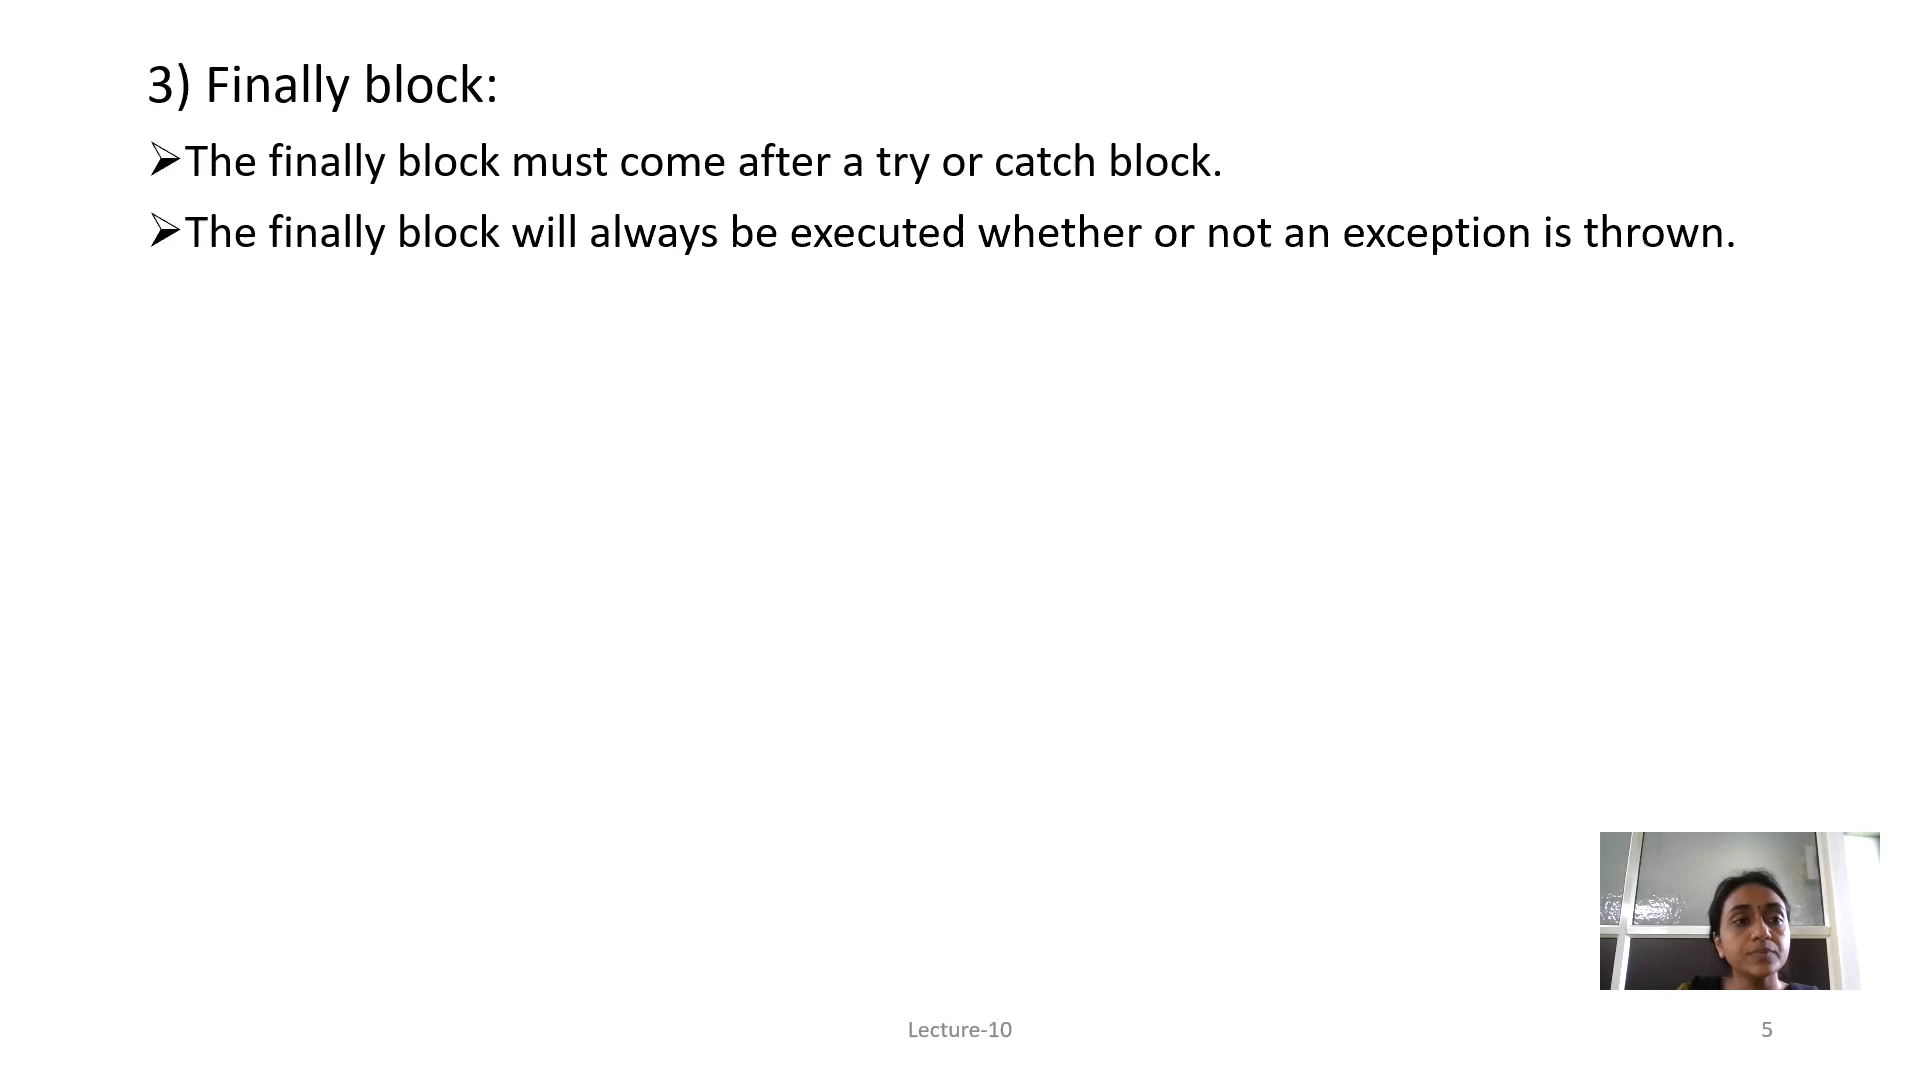 3) Finally block:
➢The finally block must come after a try or catch block.
➢The finally block will always be executed whether or not an exception is thrown.
Lecture-10
5